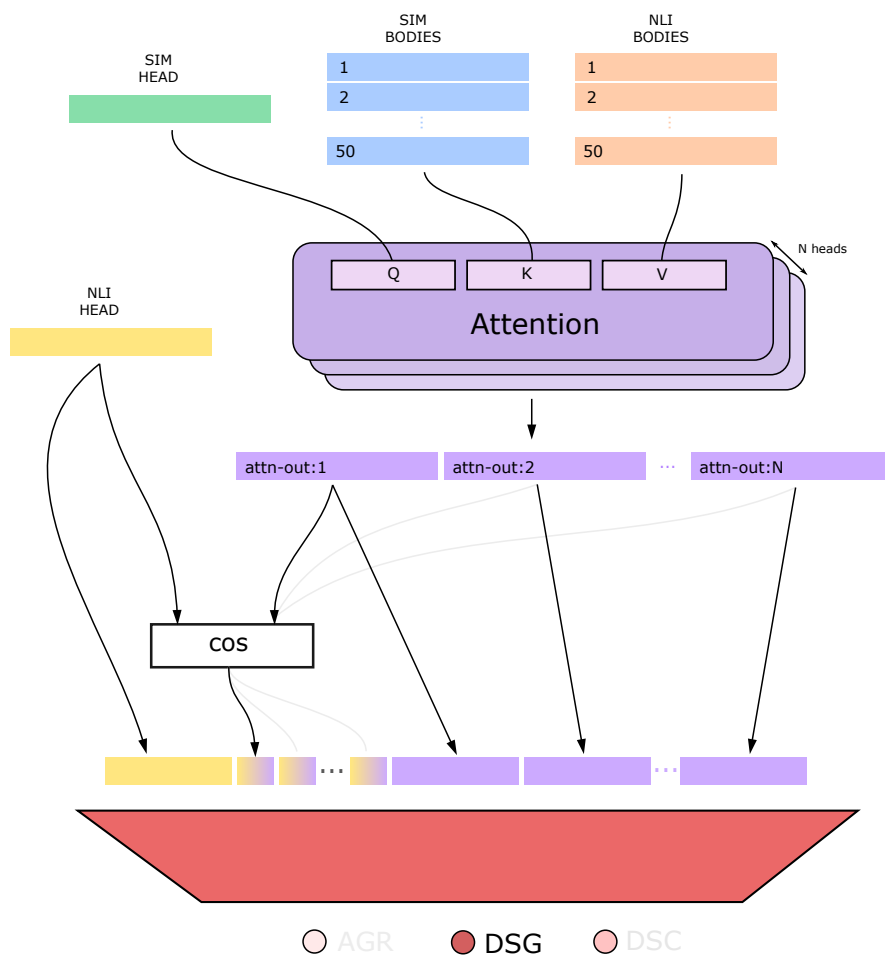 SIM
BODIES
NLI
BODIES
SIM
HEAD
1
2
⋮
50
1
2
⋮
50
N heads
Q
K
V
Attention
NLI
HEAD
attn-out:1
attn-out:2
...
attn-out:N
cos
...
...
AGR
DSG
DSC